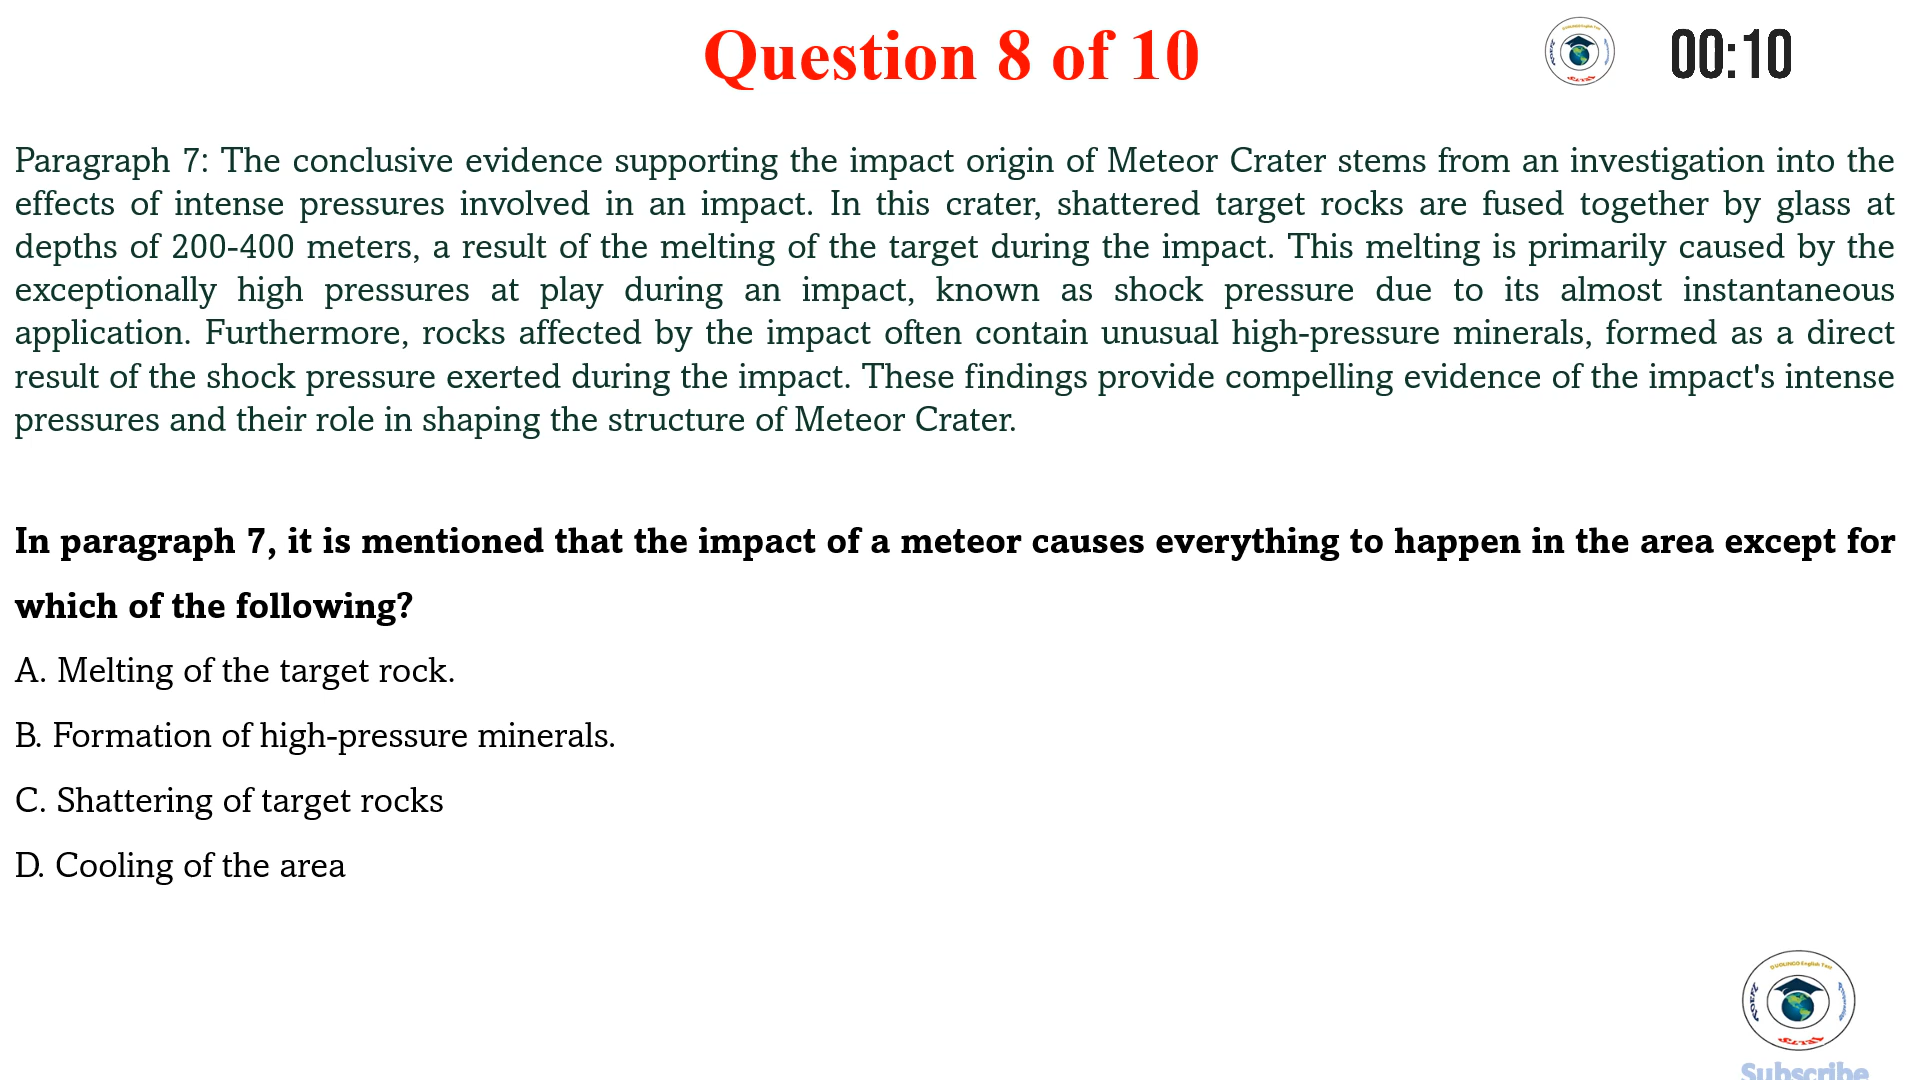 Question 8 of 10
00:10
Paragraph 7: The conclusive evidence supporting the impact origin of Meteor Crater stems from an investigation into the
effects of intense pressures involved in an impact. In this crater, shattered target rocks are fused together by glass at
depths of 200-400 meters, a result of the melting of the target during the impact. This melting is primarily caused by the
exceptionally high pressures at play during an impact, known as shock pressure due to its almost instantaneous
application. Furthermore, rocks affected by the impact often contain unusual high-pressure minerals, formed as a direct
result of the shock pressure exerted during the impact. These findings provide compelling evidence of the impact's intense
pressures and their role in shaping the structure of Meteor Crater.
In paragraph 7, it is mentioned that the impact of a meteor causes everything to happen in the area except for
which of the following?
A. Melting of the target rock.
B. Formation of high-pressure minerals.
C. Shattering of target rocks
D. Cooling of the area
DUOLINGO English Test
IELTS
Subscribe